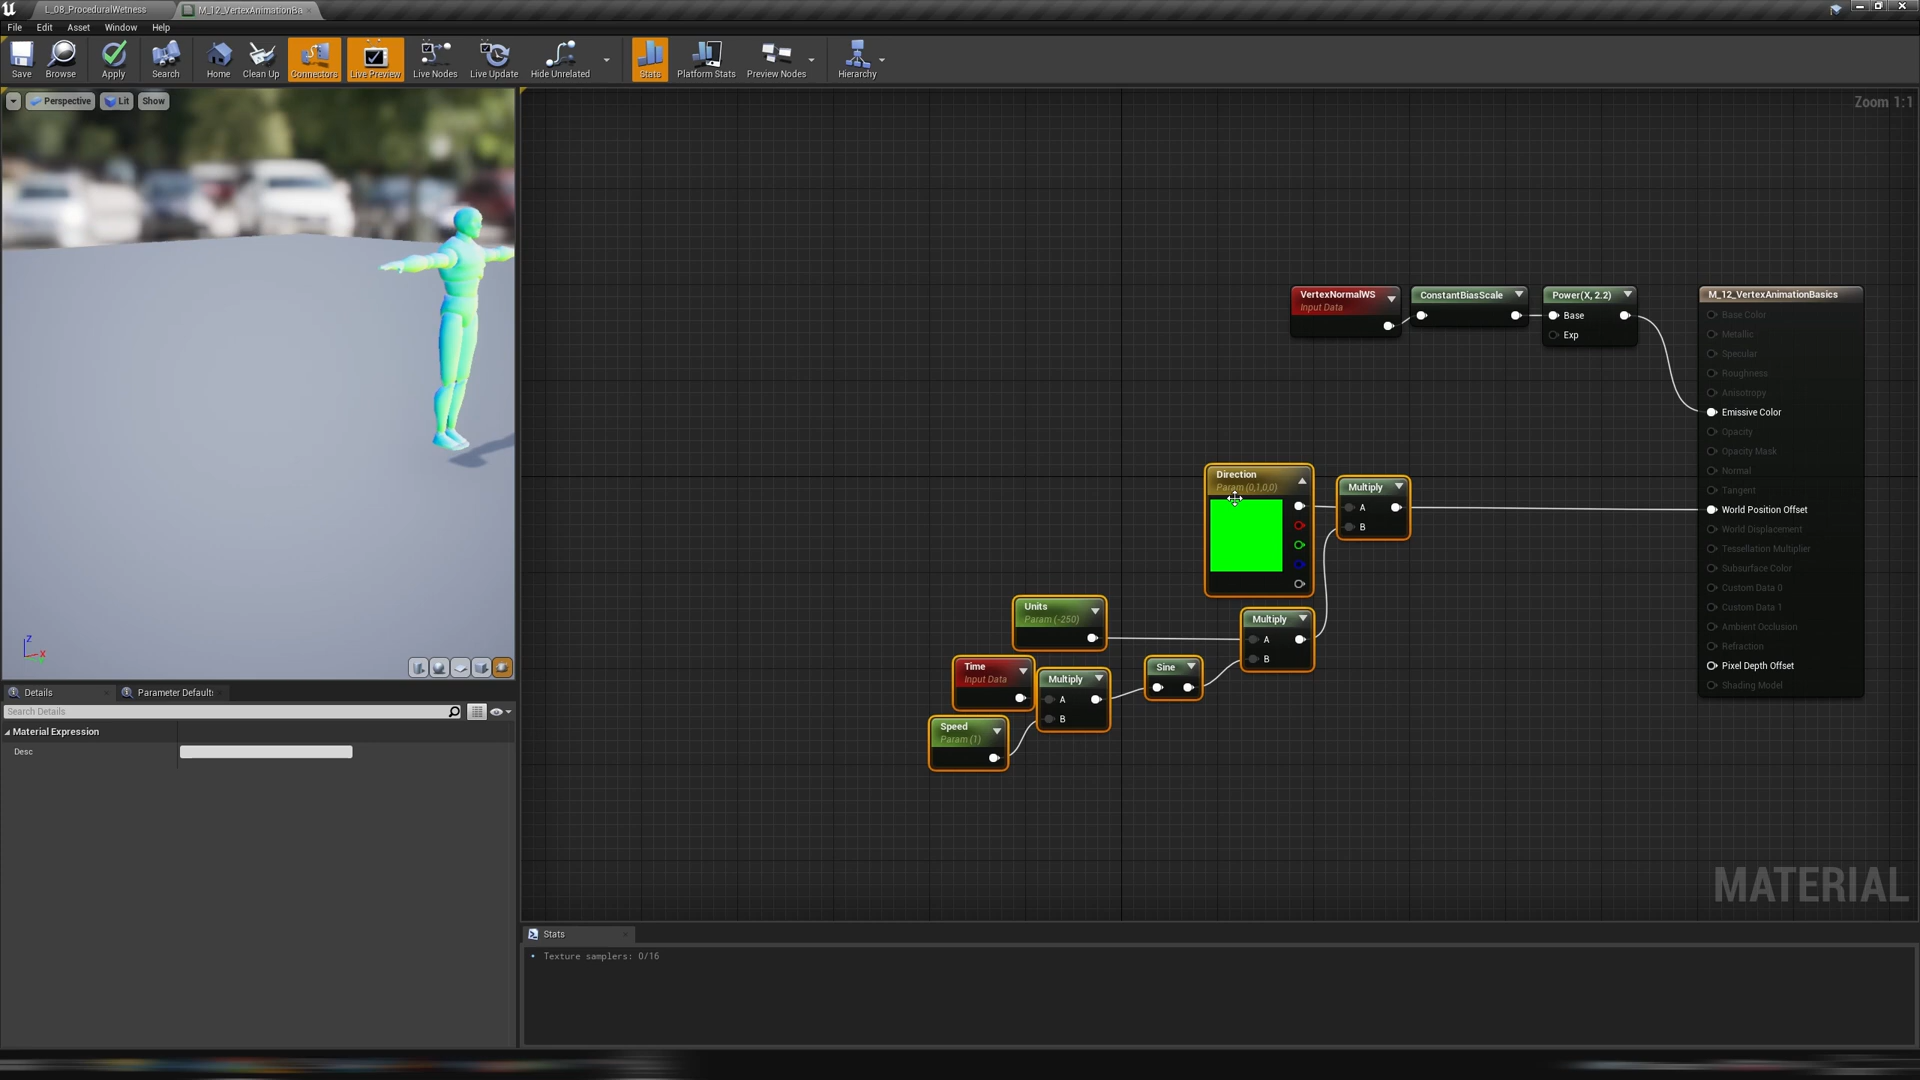 L_08_ProceduralWetness
M_12_VertexAnimationBa
File Edit Asset Window Help
Save Browse Apply Search Home Clean Up Connectors Live Preview Live Nodes Live Update Hide Unrelated Stats Platform Stats Preview Nodes Hierarchy
Perspective Lit Show
Zoom 1:1
VertexNormalWS
Input Data
ConstantBiasScale
Power(X, 2.2)
Base
Exp
M_12_VertexAnimationBasics
Base Color
Metallic
Specular
Roughness
Anisotropy
Emissive Color
Opacity
Opacity Mask
Normal
Tangent
World Position Offset
World Displacement
Tessellation Multiplier
Subsurface Color
Custom Data 0
Custom Data 1
Ambient Occlusion
Refraction
Pixel Depth Offset
Shading Model
Direction
Param (0,1,0,0)
Multiply
A
B
Units
Param (-250)
Multiply
A
B
Time
Input Data
Multiply
A
B
Sine
Speed
Param (1)
Z
X
Details
Parameter Default
Search Details
Material Expression
Desc
MATERIAL
Stats
Texture samplers: 0/16